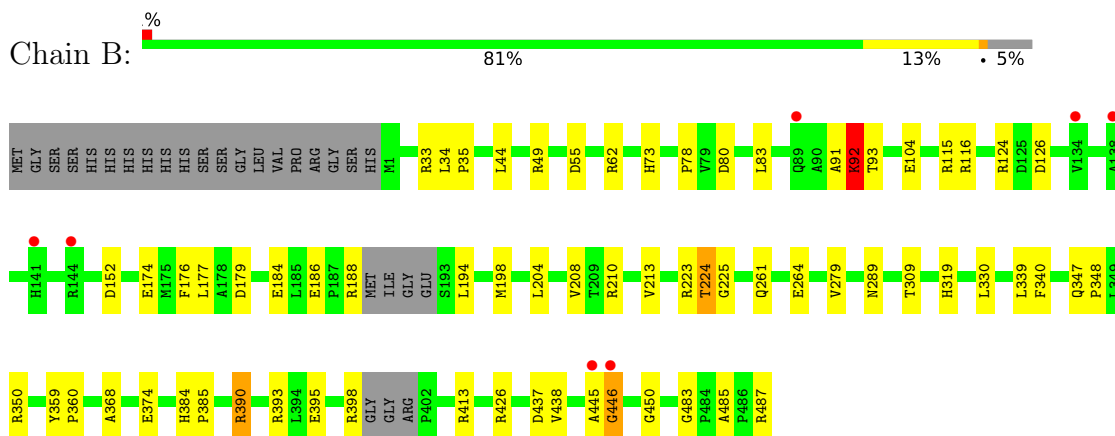 .%
Chain B:
81% 13% • 5%
MET GLY SER SER HIS HIS HIS HIS HIS HIS SER SER GLY LEU VAL PRO ARG GLY SER HIS M1 R33 L34 P35 L44 R49 D55 R62 H73 P78 V79 D80 L83 Q89 A90 A91 K92 T93 E104 R115 R116 R124 D125 D126 V134 A138
H141 R144 D152 E174 M175 F176 L177 A178 D179 E184 L185 E186 P187 R188 MET ILE GLY GLU S193 L194 M198 L204 V208 T209 R210 V213 R223 T224 G225 Q261 E264 V279 N289 T309 H319 L330 L339 F340 Q347 P348 L349
R350 Y359 P360 A368 E374 H384 P385 R390 R393 L394 E395 R398 GLY GLY ARG P402 R413 R426 D437 V438 A445 G446 G450 G483 P484 A485 P486 R487